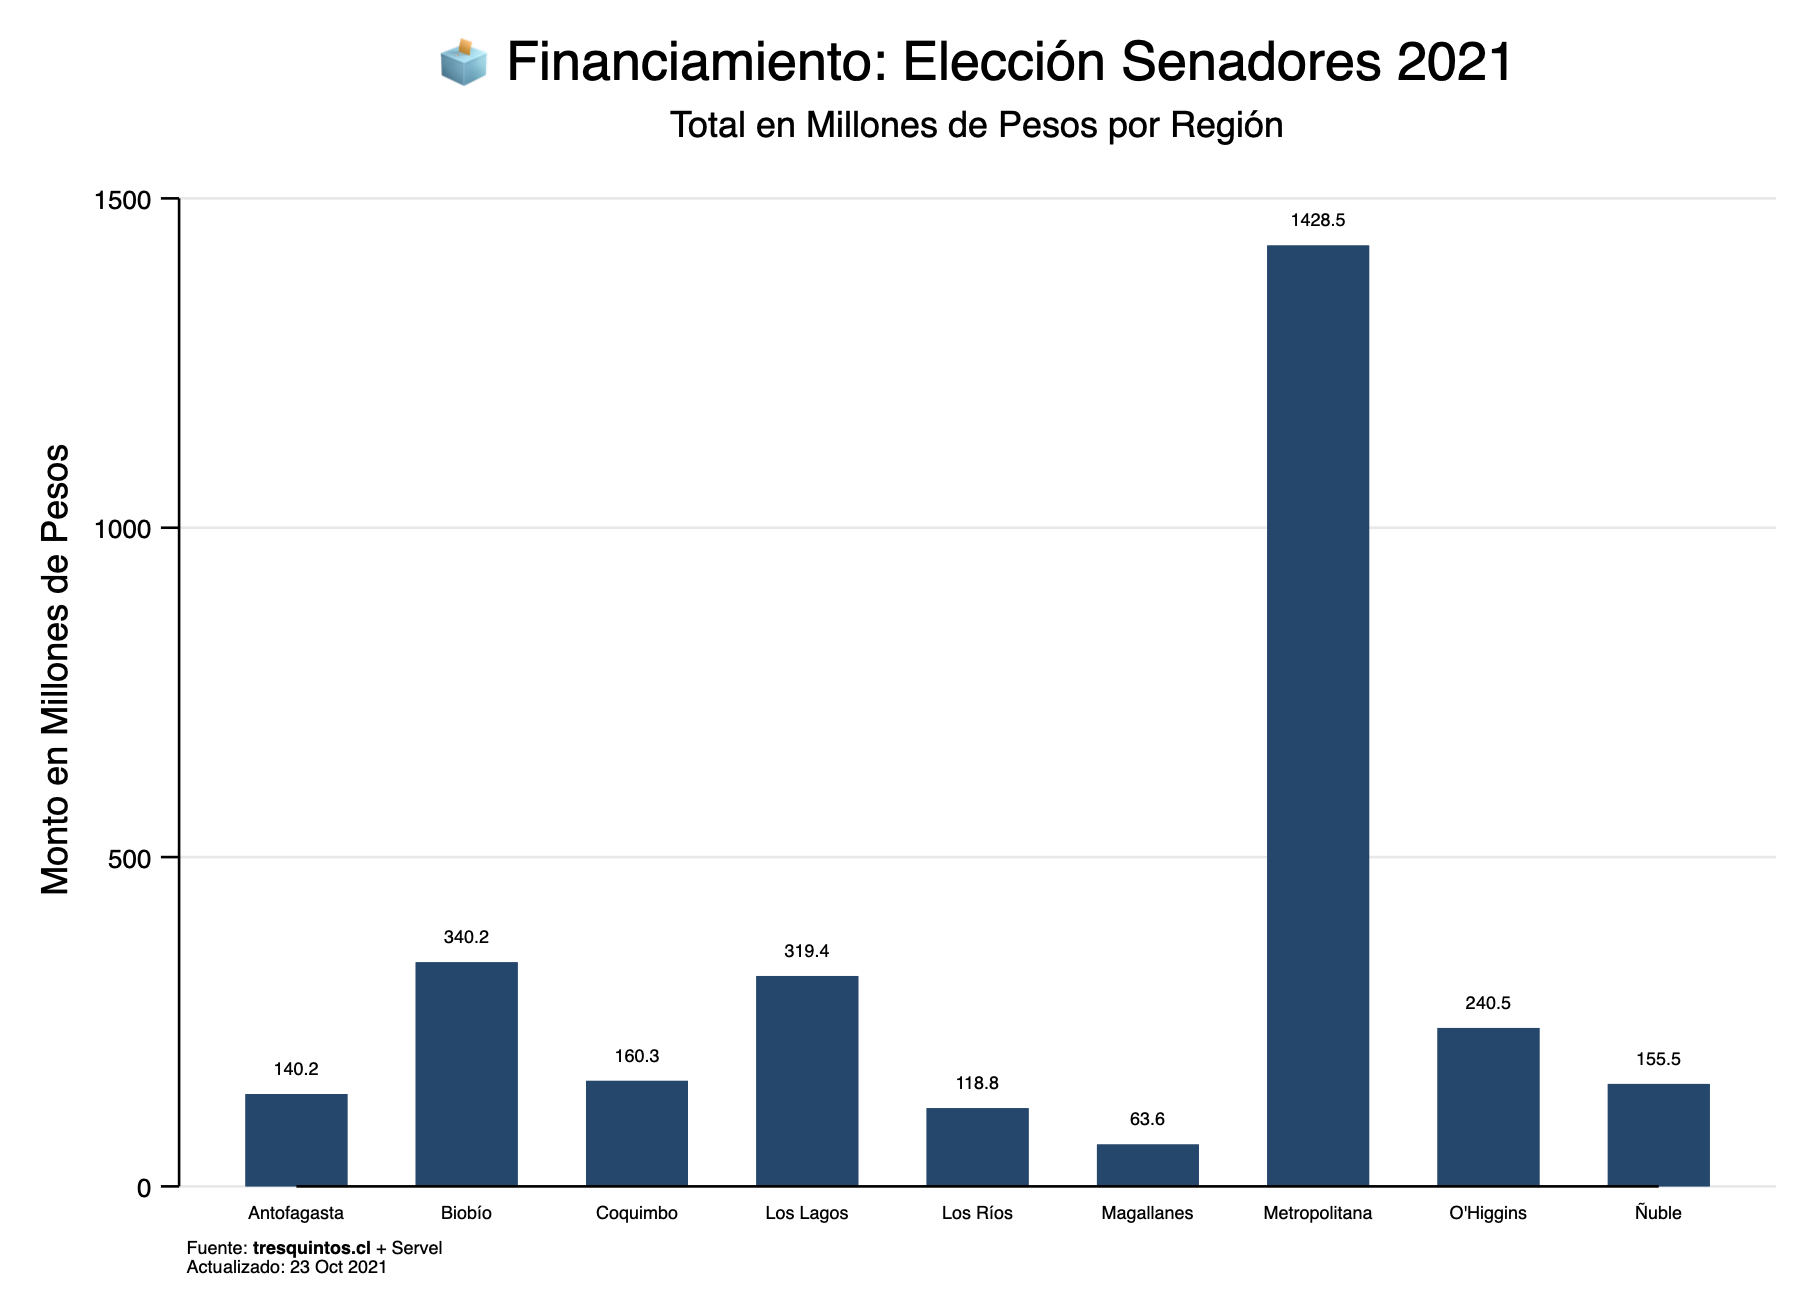 Financiamiento: Elección Senadores 2021
Total en Millones de Pesos por Región
Monto en Millones de Pesos
1500
1000
500
0
140.2
340.2
160.3
319.4
118.8
63.6
1428.5
240.5
155.5
Antofagasta
Biobío
Coquimbo
Los Lagos
Los Ríos
Magallanes
Metropolitana
O'Higgins
Ñuble
Fuente: tresquintos.cl + Servel
Actualizado: 23 Oct 2021